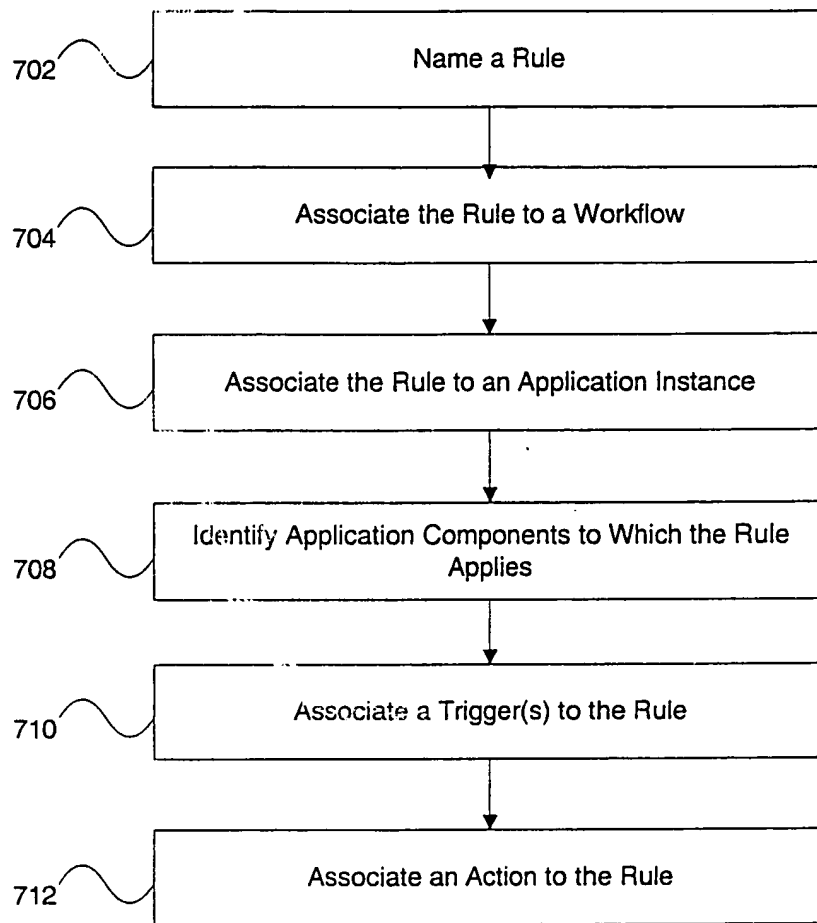 702
Name a Rule
704
Associate the Rule to a Workflow
706
Associate the Rule to an Application Instance
708
Identify Application Components to Which the Rule
Applies
710
Associate a Trigger(s) to the Rule
712
Associate an Action to the Rule